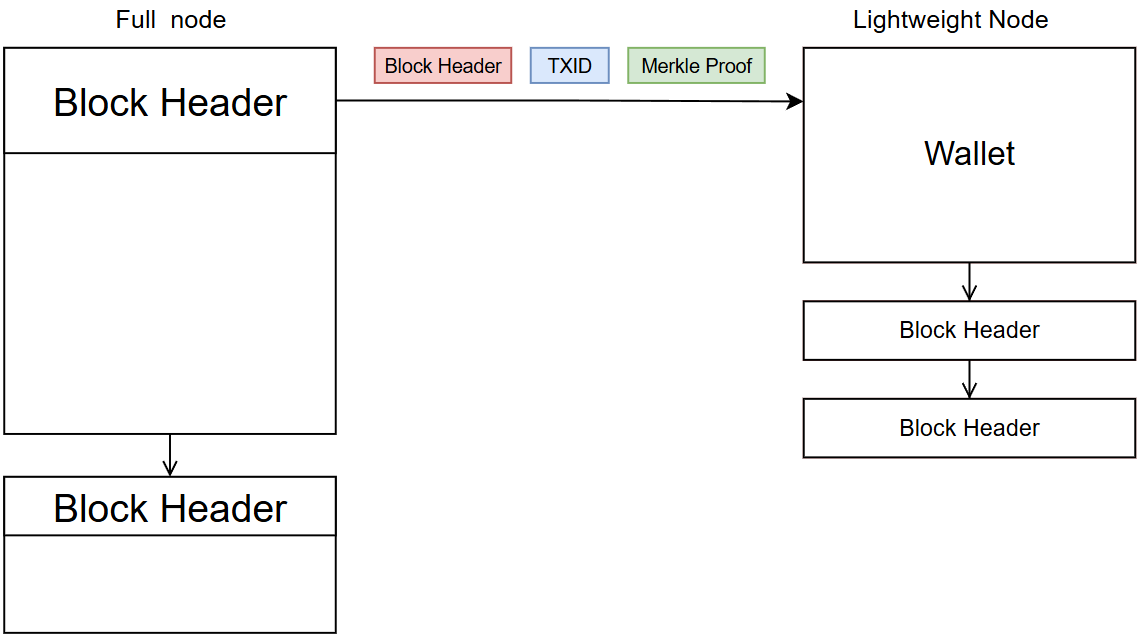 Full  node
Lightweight Node
Block Header
TXID
Merkle Proof
Block Header
Wallet
Block Header
Block Header
Block Header